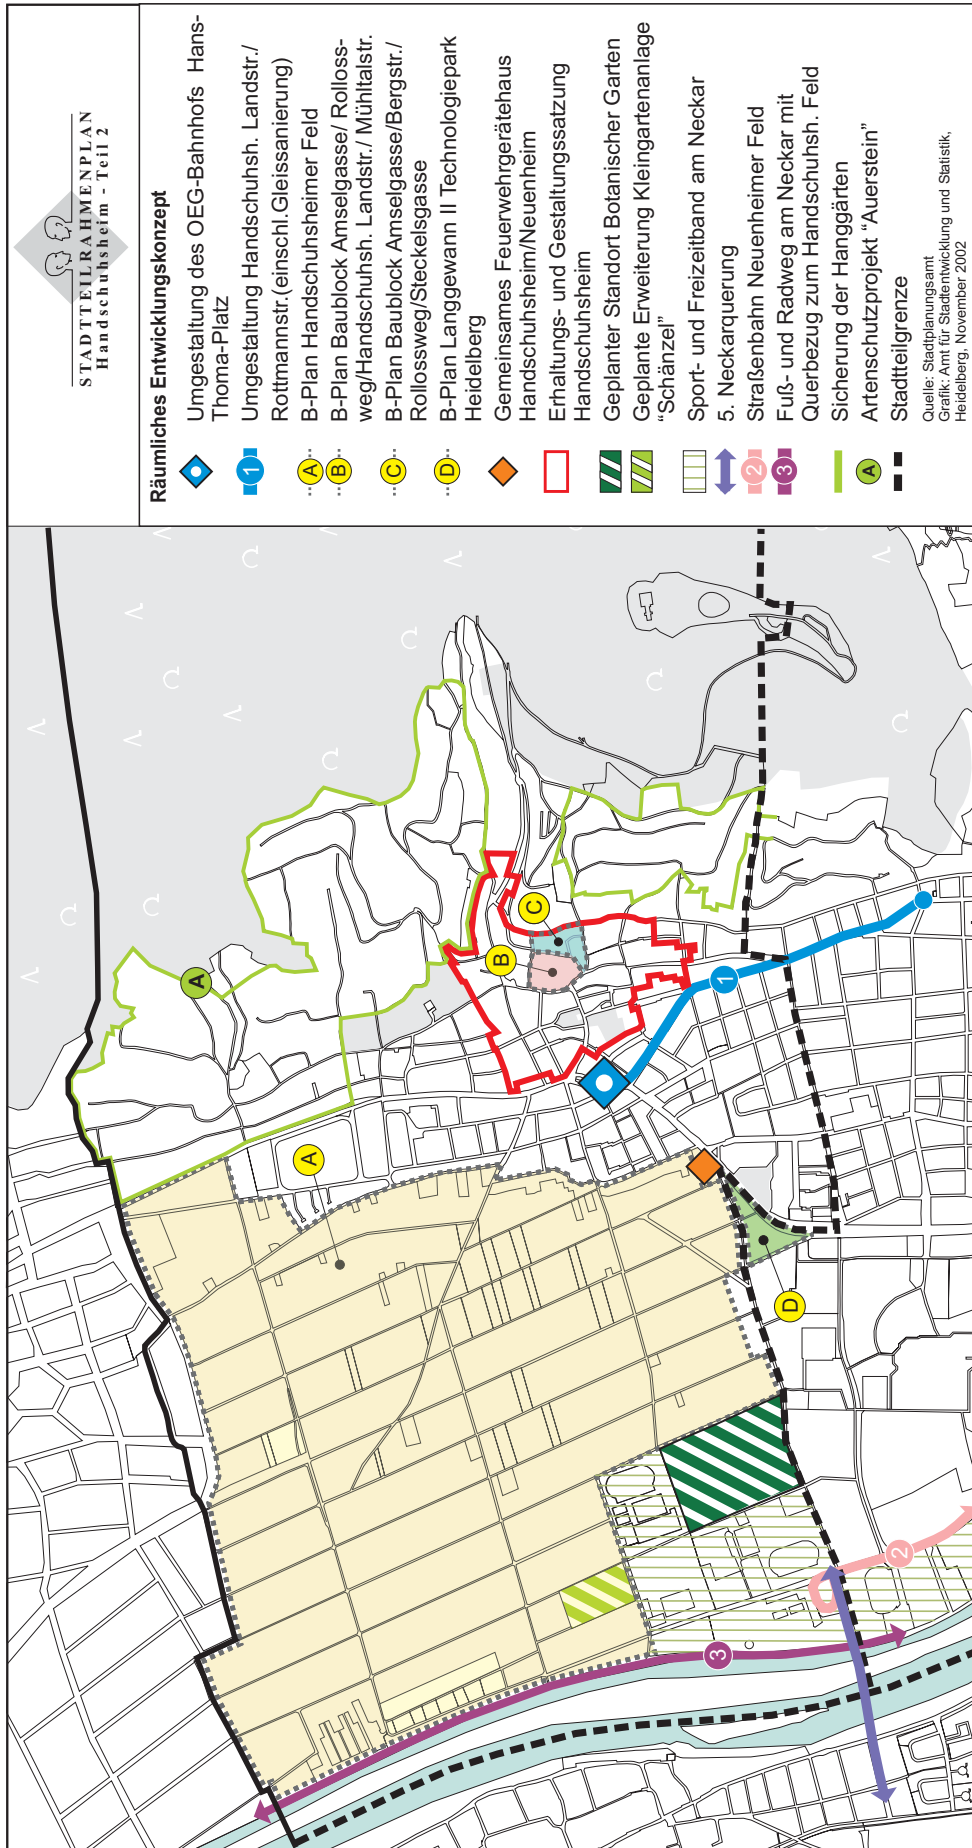 STADTTEILRAHMENPLAN
Handschuhsheim - Teil 2
Räumliches Entwicklungskonzept
Umgestaltung des OEG-Bahnhofs Hans-
Thoma-Platz
1
Umgestaltung Handschuhsh. Landstr./
Rottmannstr.(einschl.Gleissanierung)
A
B-Plan Handschuhsheimer Feld
B
B-Plan Baublock Amselgasse/ Rolloss-
weg/Handschuhsh. Landstr./ Mühltalstr.
C
B-Plan Baublock Amselgasse/Bergstr./
Rollossweg/Steckelsgasse
D
B-Plan Langgewann II Technologiepark
Heidelberg
Gemeinsames Feuerwehrgerätehaus
Handschuhsheim/Neuenheim
Erhaltungs- und Gestaltungssatzung
Handschuhsheim
Geplanter Standort Botanischer Garten
Geplante Erweiterung Kleingartenanlage
“Schänzel”
Sport- und Freizeitband am Neckar
5. Neckarquerung
2
Straßenbahn Neuenheimer Feld
3
Fuß- und Radweg am Neckar mit
Querbezug zum Handschuhsh. Feld
Sicherung der Hanggärten
A
Artenschutzprojekt “Auerstein”
Stadtteilgrenze
Quelle: Stadtplanungsamt
Grafik: Amt für Stadtentwicklung und Statistik,
Heidelberg, November 2002
A
A
B
C
1
D
2
3